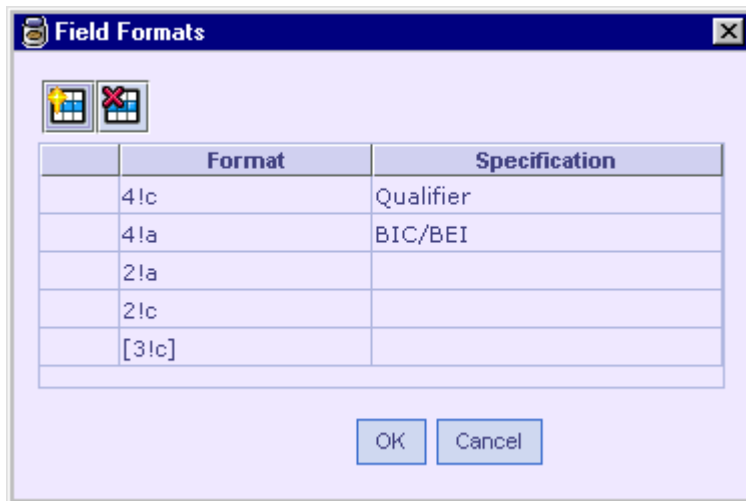 Field Formats
Format Specification
4!c Qualifier
4!a BIC/BEI
2!a
2!c
[3!c]
OK Cancel